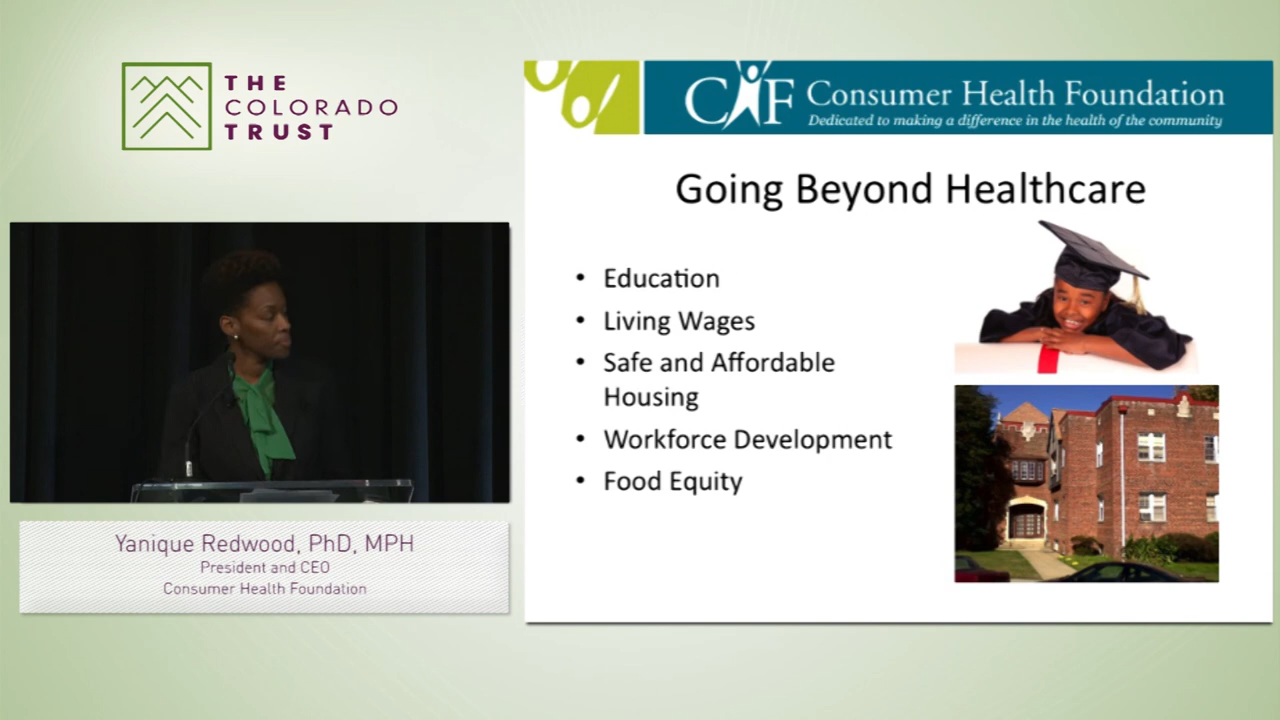 THE
COLORADO
TRUST
Yanique Redwood, PhD, MPH
President and CEO
Consumer Health Foundation
CHF Consumer Health Foundation
Dedicated to making a difference in the health of the community
Going Beyond Healthcare
• Education
• Living Wages
• Safe and Affordable
Housing
• Workforce Development
• Food Equity